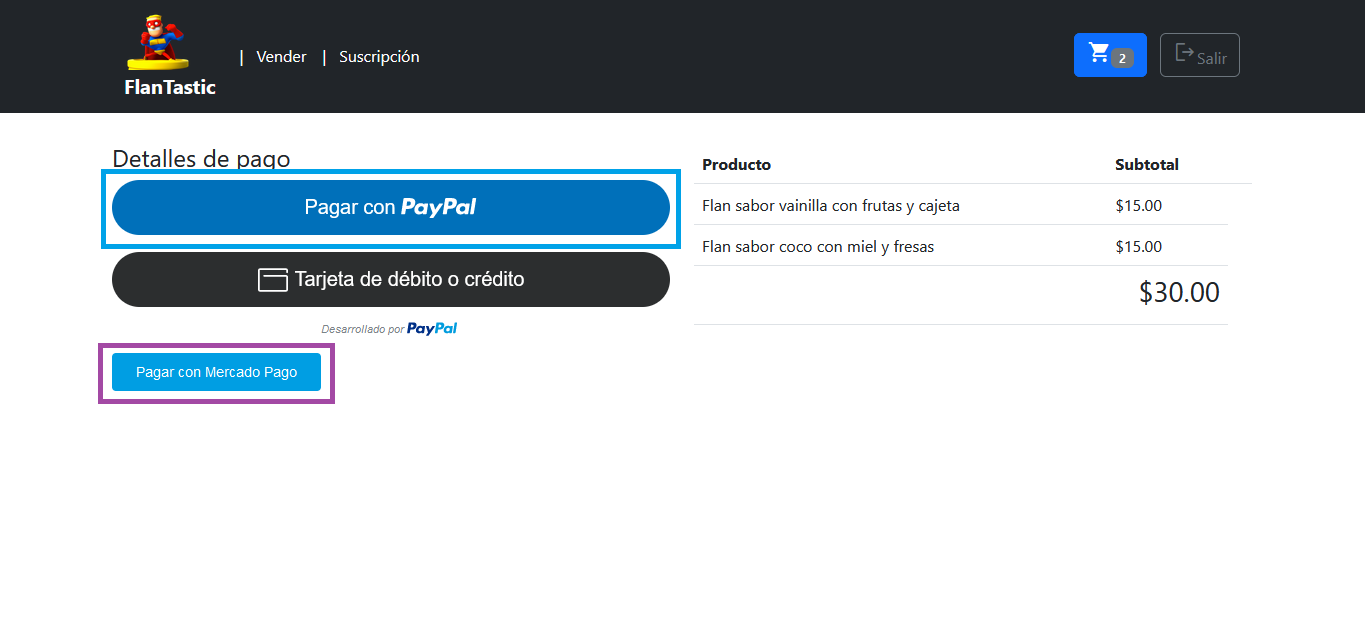 FlanTastic
| Vender | Suscripción
2
Salir
Detalles de pago
Pagar con PayPal
Tarjeta de débito o crédito
Desarrollado por PayPal
Pagar con Mercado Pago
Producto Subtotal
Flan sabor vainilla con frutas y cajeta $15.00
Flan sabor coco con miel y fresas $15.00
$30.00